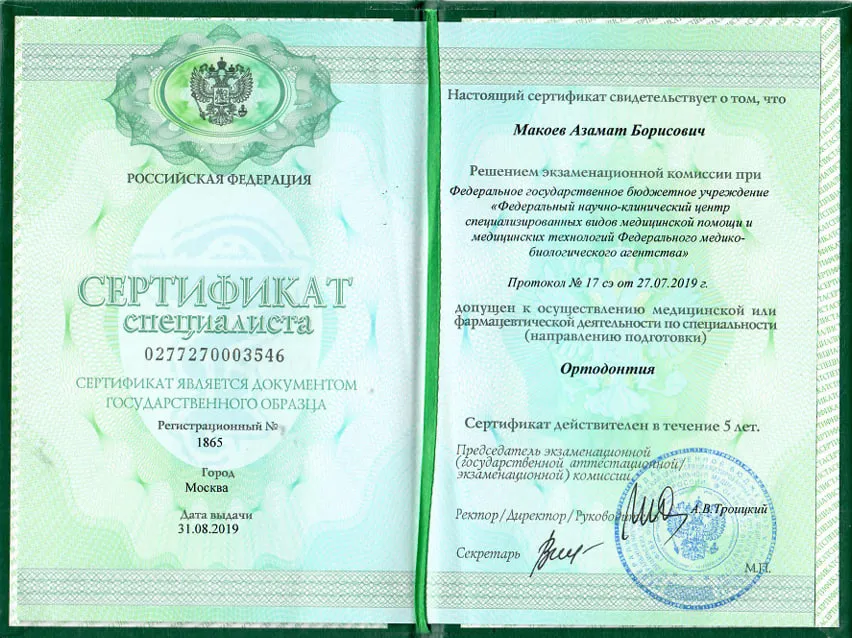 РОССИЙСКАЯ ФЕДЕРАЦИЯ
СЕРТИФИКАТ
специалиста
0277270003546
СЕРТИФИКАТ ЯВЛЯЕТСЯ ДОКУМЕНТОМ
ГОСУДАРСТВЕННОГО ОБРАЗЦА
Регистрационный №
1865
Город
Москва
Дата выдачи
31.08.2019
Настоящий сертификат свидетельствует о том, что
Макоев Азамат Борисович
Решением экзаменационной комиссии при
Федеральное государственное бюджетное учреждение
«Федеральный научно-клинический центр
специализированных видов медицинской помощи и
медицинских технологий Федерального медико-
биологического агентства»
Протокол № 17 сэ от 27.07.2019 г.
допущен к осуществлению медицинской или
фармацевтической деятельности по специальности
(направлению подготовки)
Ортодонтия
Сертификат действителен в течение 5 лет.
Председатель экзаменационной
(государственной аттестационной/
экзаменационной) комиссии
Ректор/Директор/Руководитель А.В.Троицкий
Секретарь
М.П.